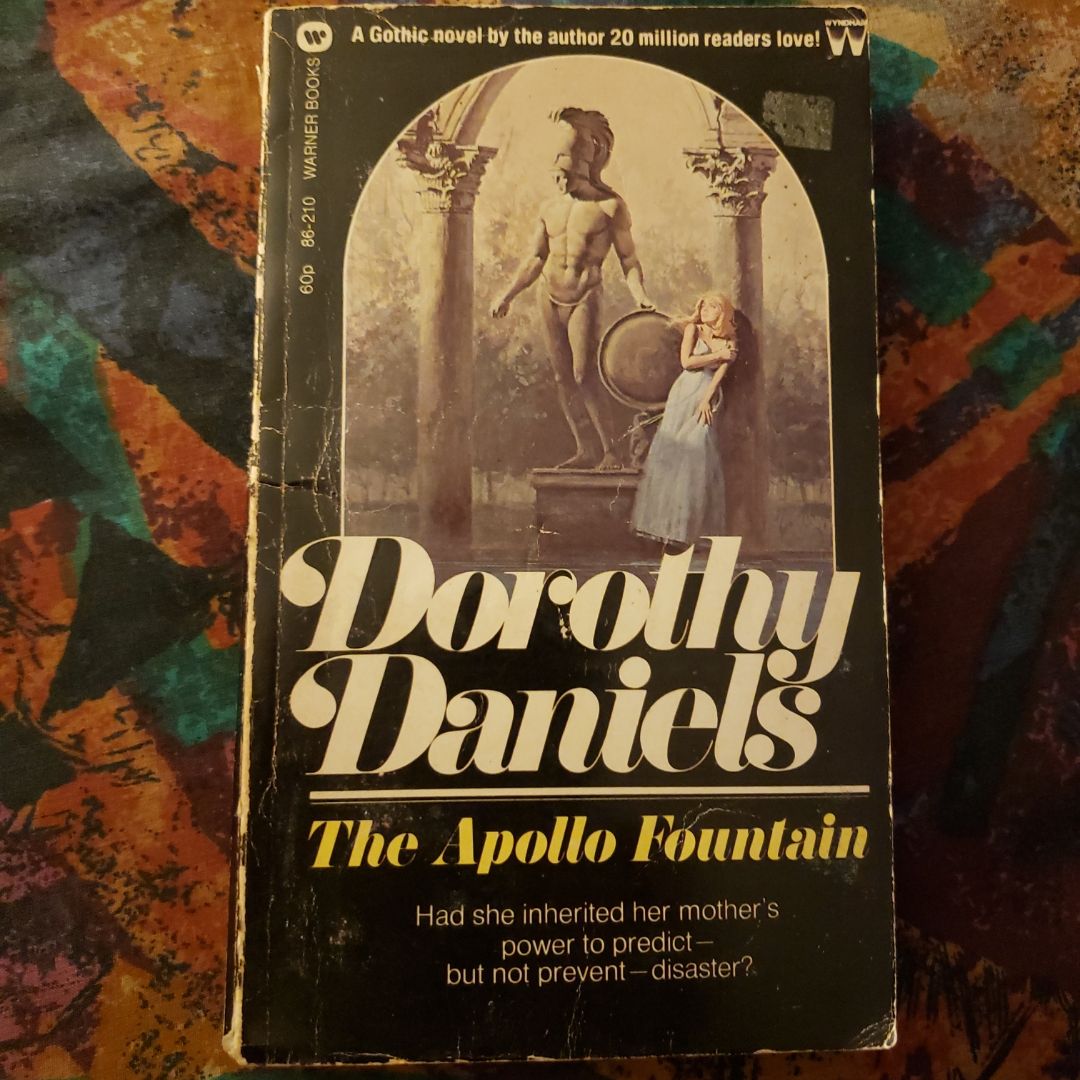 A Gothic novel by the author 20 million readers love!
WYNDHAM
W
60p 86-210 WARNER BOOKS
Dorothy
Daniels
The Apollo Fountain
Had she inherited her mother's
power to predict—
but not prevent—disaster?